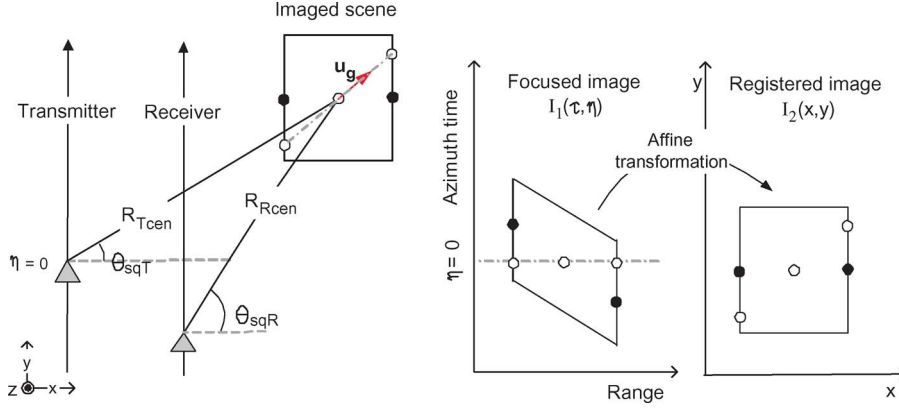 Imaged scene
u_g
Transmitter
Receiver
R_Tcen
R_Rcen
η = 0
θ_sqT
θ_sqR
y
z
x
Azimuth time
η = 0
Focused image
I_1(τ,η)
Range
Affine
transformation
y
Registered image
I_2(x,y)
x